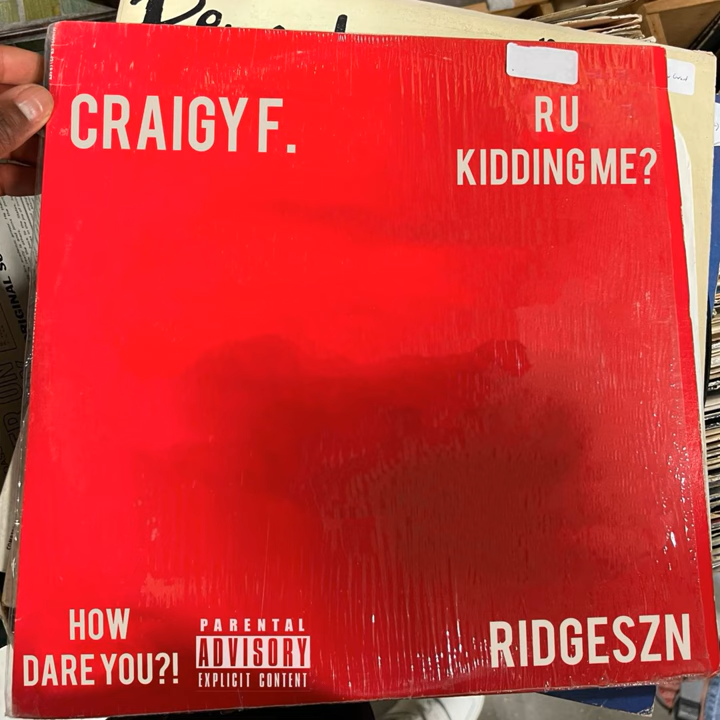 CRAIGY F.
R U
KIDDING ME?
HOW
DARE YOU?!
PARENTAL
ADVISORY
EXPLICIT CONTENT
RIDGESZN